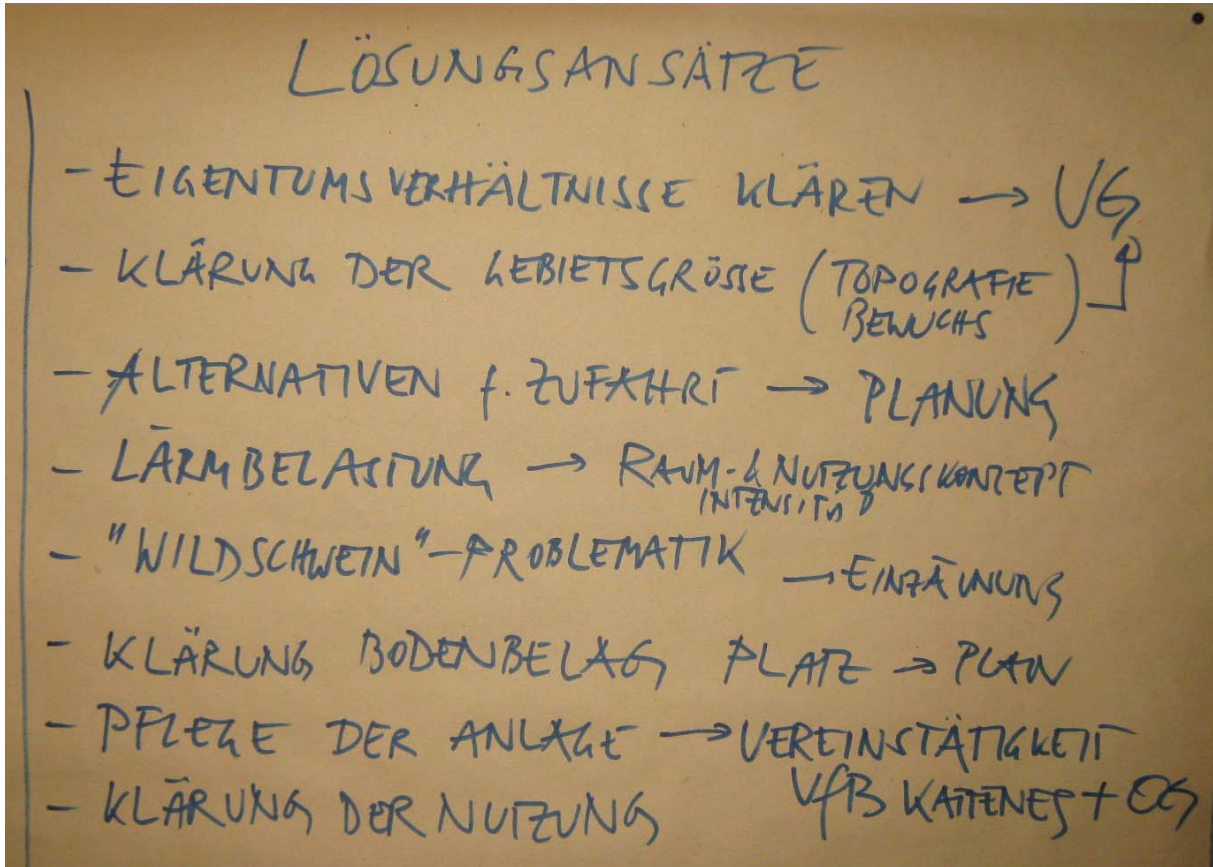 LÖSUNGSANSÄTZE
- EIGENTUMSVERHÄLTNISSE KLÄREN → VG
- KLÄRUNG DER GEBIETSGRÖSSE (TOPOGRAFIE
BEWUCHS)
- ALTERNATIVEN f. ZUFAHRT → PLANUNG
- LÄRMBELASTUNG → RAUM- & NUTZUNGSKONZEPT
INTENSITÄT
- "WILDSCHWEIN"-PROBLEMATIK → EINZÄUNUNG
- KLÄRUNG BODENBELAG PLATZ → PLAN
- PFLEGE DER ANLAGE → VEREINSTÄTIGKEIT
VfB KATTENES + OG
- KLÄRUNG DER NUTZUNG